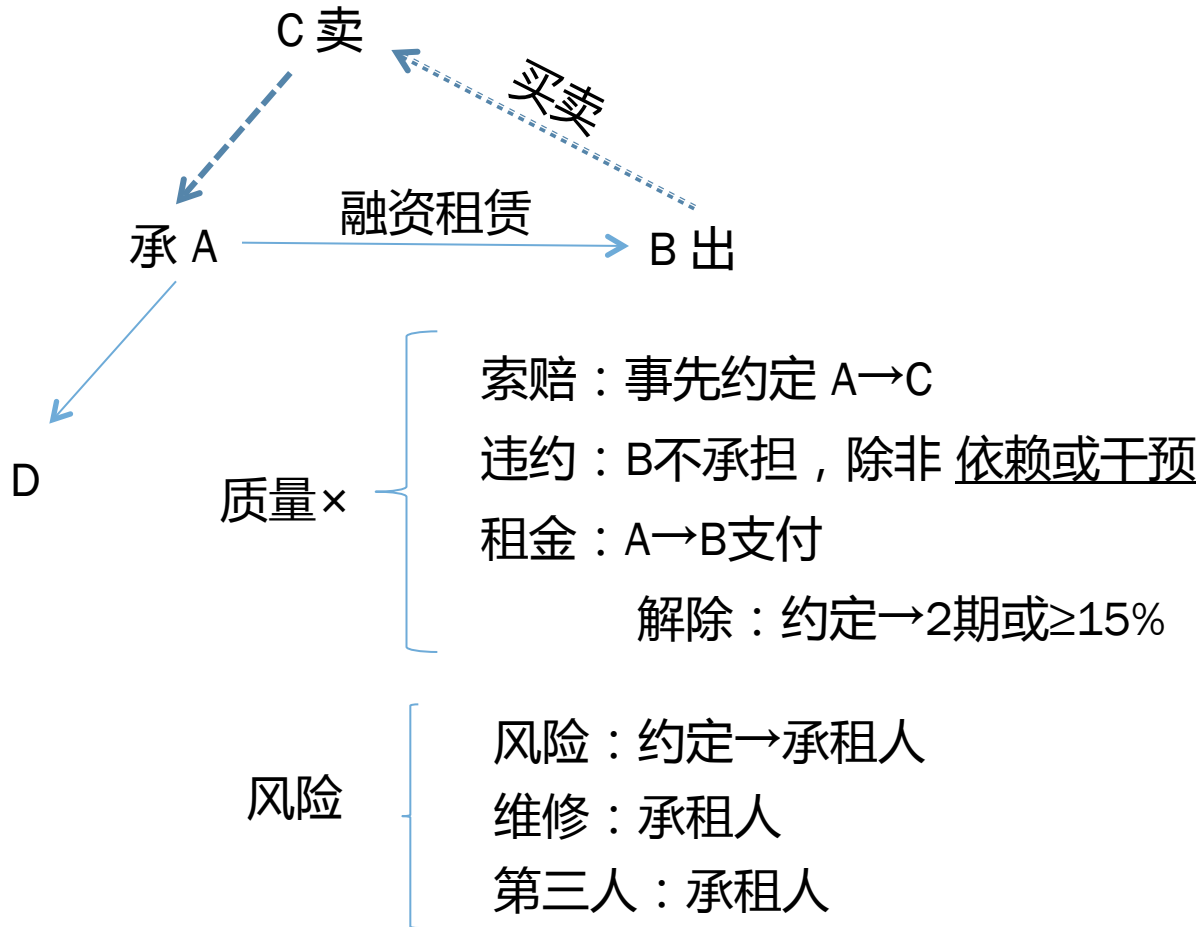 C 卖
买卖
融资租赁
承 A
B 出
D
质量×
索赔：事先约定 A→C
违约：B不承担，除非 依赖或干预
租金：A→B支付
解除：约定→2期或≥15%
风险
风险：约定→承租人
维修：承租人
第三人：承租人